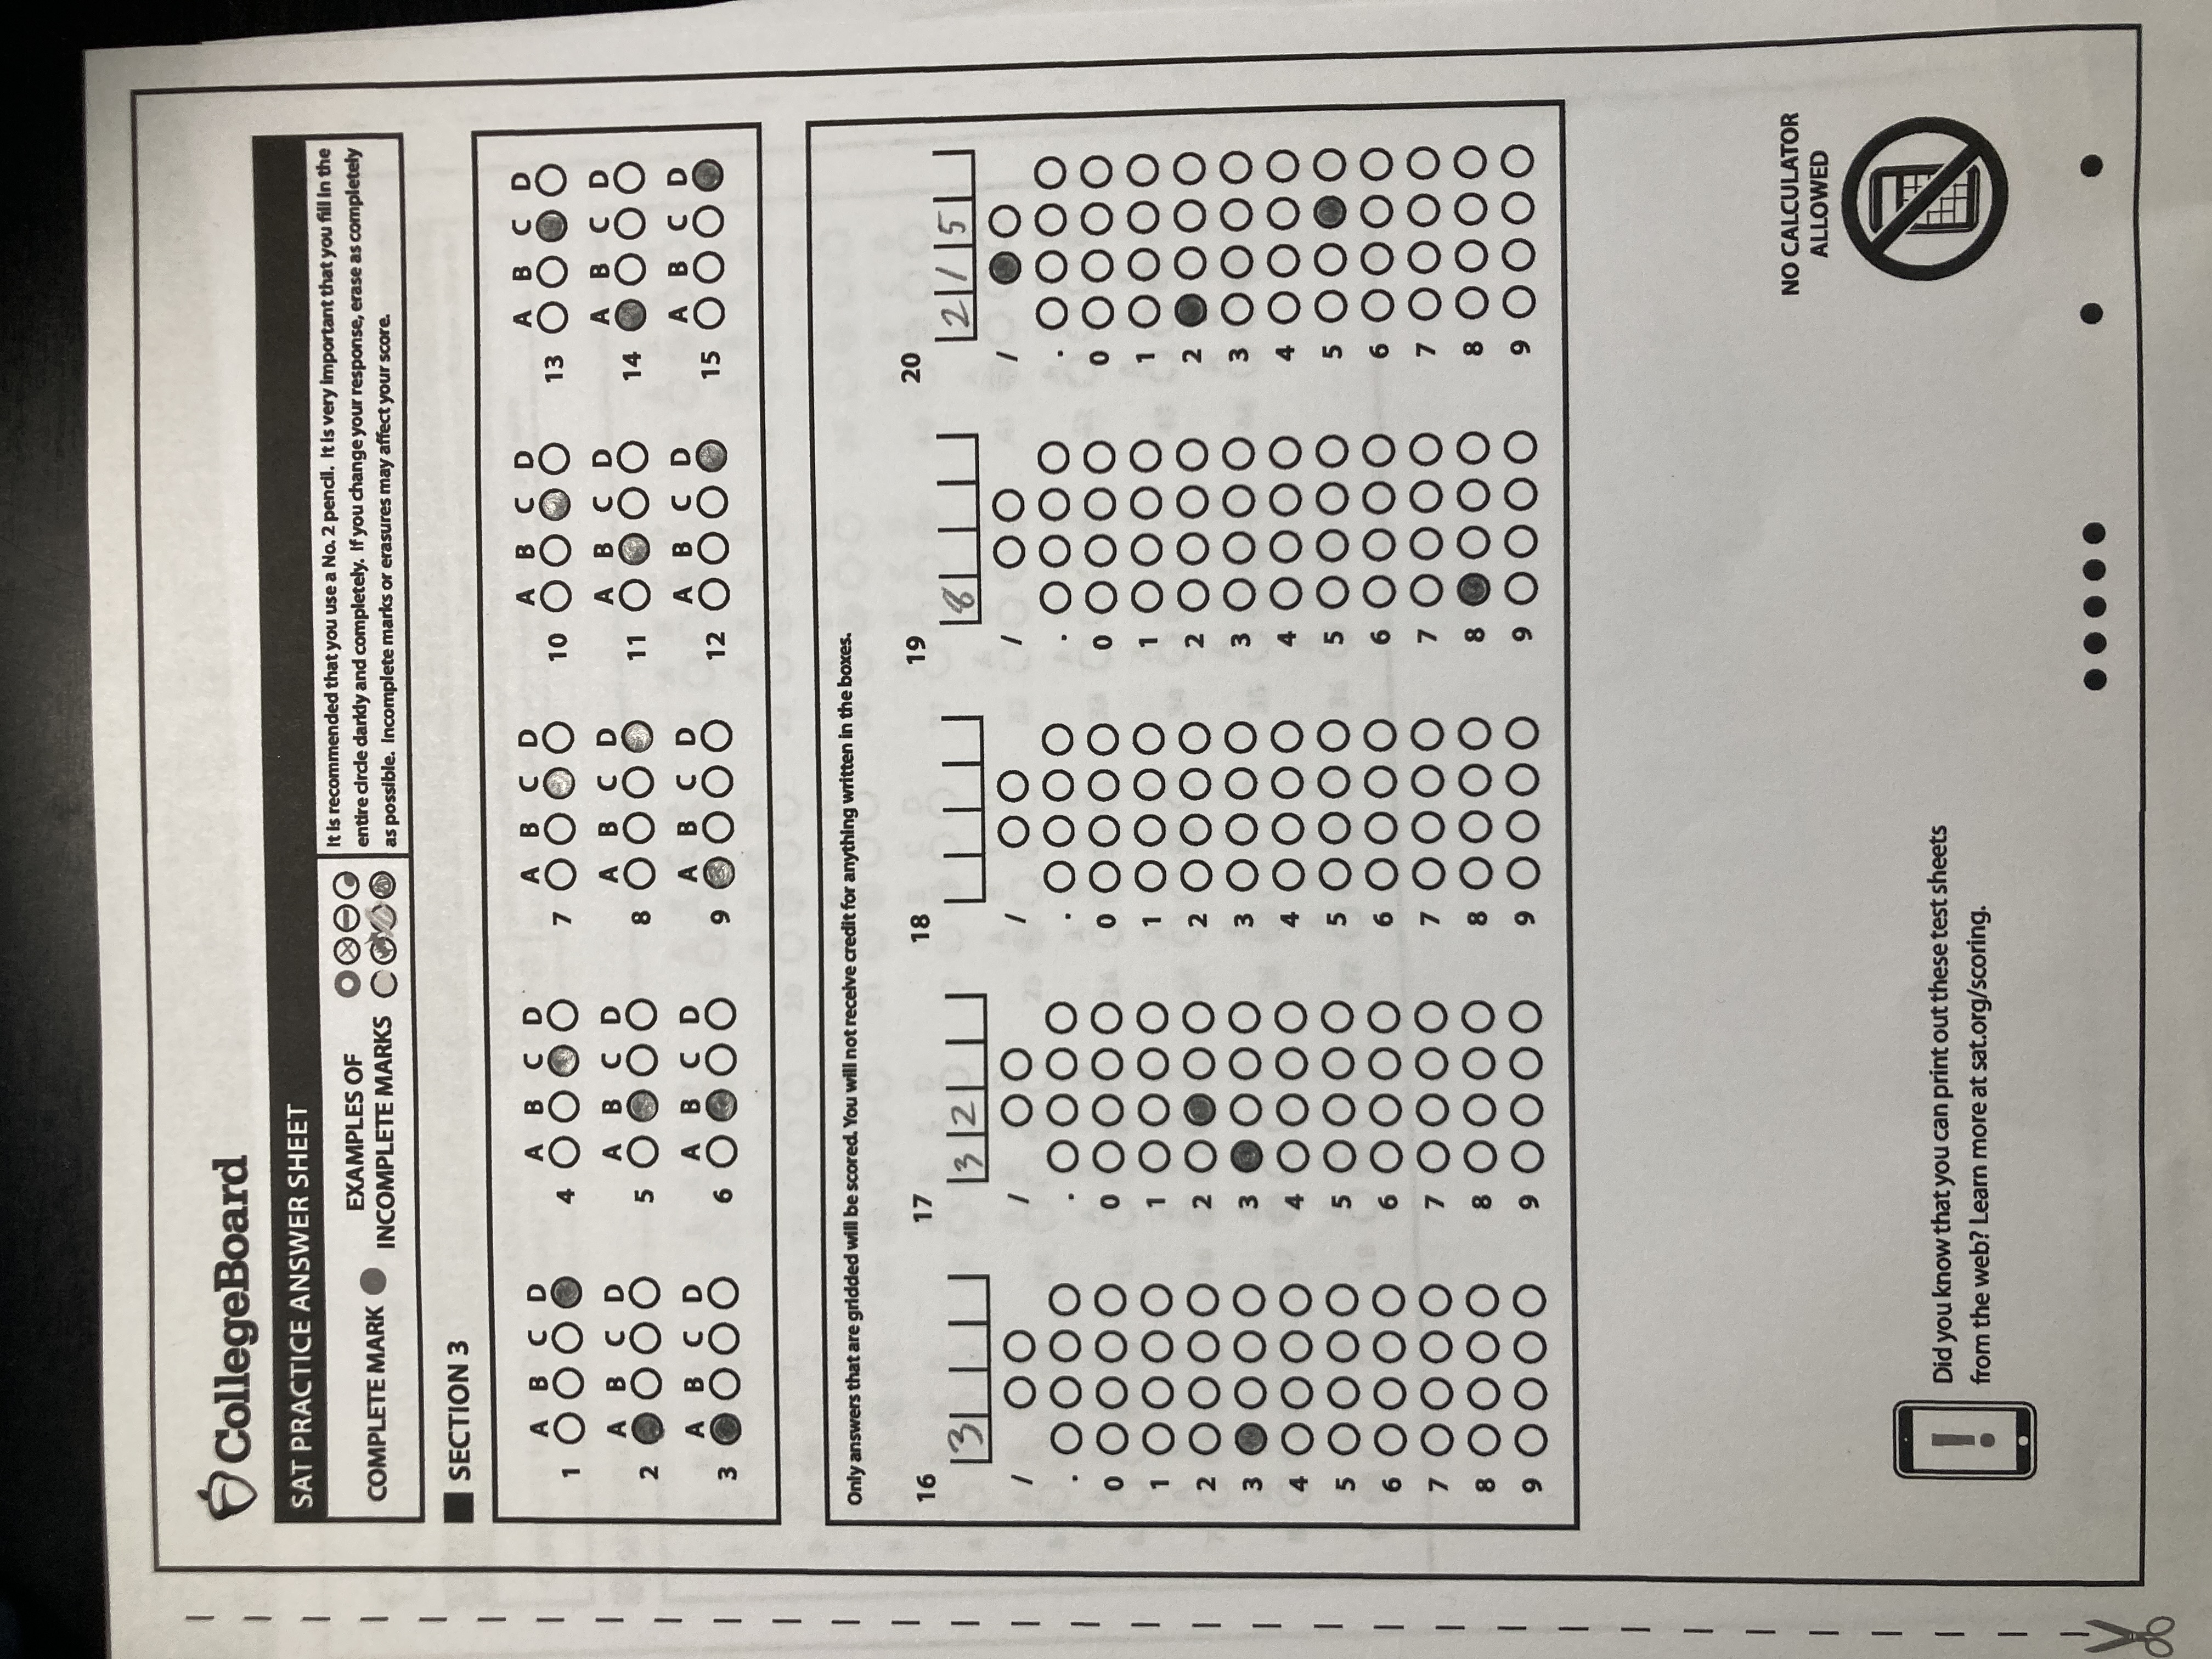 CollegeBoard
SAT PRACTICE ANSWER SHEET
COMPLETE MARK
EXAMPLES OF
INCOMPLETE MARKS
It is recommended that you use a No. 2 pencil. It is very important that you fill in the
entire circle darkly and completely. If you change your response, erase as completely
as possible. Incomplete marks or erasures may affect your score.
SECTION 3
A B C D A B C D A B C D A B C D A B C D
1 4 7 10 13
A B C D A B C D A B C D A B C D A B C D
2 5 8 11 14
A B C D A B C D A B C D A B C D A B C D
3 6 9 12 15
Only answers that are gridded will be scored. You will not receive credit for anything written in the boxes.
16 17 18 19 20
3 3 2 8 2 / 5
/ / / / /
. . . . .
0 0 0 0 0
1 1 1 1 1
2 2 2 2 2
3 3 3 3 3
4 4 4 4 4
5 5 5 5 5
6 6 6 6 6
7 7 7 7 7
8 8 8 8 8
9 9 9 9 9
NO CALCULATOR
ALLOWED
Did you know that you can print out these test sheets
from the web? Learn more at sat.org/scoring.